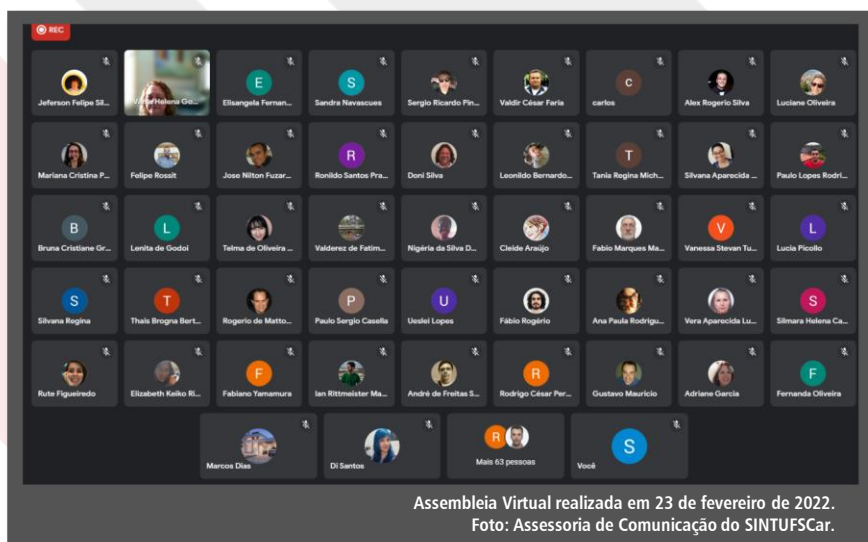 REC
Jeferson Felipe Sil...
Helena Go...
Elisangela Fernan...
Sandra Navascues
Sergio Ricardo Pin...
Valdir César Faria
carlos
Alex Rogerio Silva
Luciane Oliveira
Mariana Cristina P...
Felipe Rossit
Jose Nilton Fuzar...
Ronildo Santos Pra...
Doni Silva
Leonildo Bernardo...
Tania Regina Mich...
Silvana Aparecida ...
Paulo Lopes Rodri...
Bruna Cristiane Gr...
Lenita de Godoi
Telma de Oliveira ...
Valderez de Fatim...
Nigéria da Silva D...
Cleide Araújo
Fabio Marques Ma...
Vanessa Stevan Tu...
Lucia Picollo
Silvana Regina
Thais Brogna Bert...
Rogerio de Matto...
Paulo Sergio Casella
Ueslei Lopes
Fábio Rogério
Ana Paula Rodrigu...
Vera Aparecida Lu...
Silmara Helena Ca...
Rute Figueiredo
Elizabeth Keiko Ri...
Fabiano Yamamura
Ian Rittmeister Ma...
André de Freitas S...
Rodrigo César Per...
Gustavo Mauricio
Adriane Garcia
Fernanda Oliveira
Marcos Dias
Di Santos
Mais 63 pessoas
Você
Assembleia Virtual realizada em 23 de fevereiro de 2022.
Foto: Assessoria de Comunicação do SINTUFSCar.